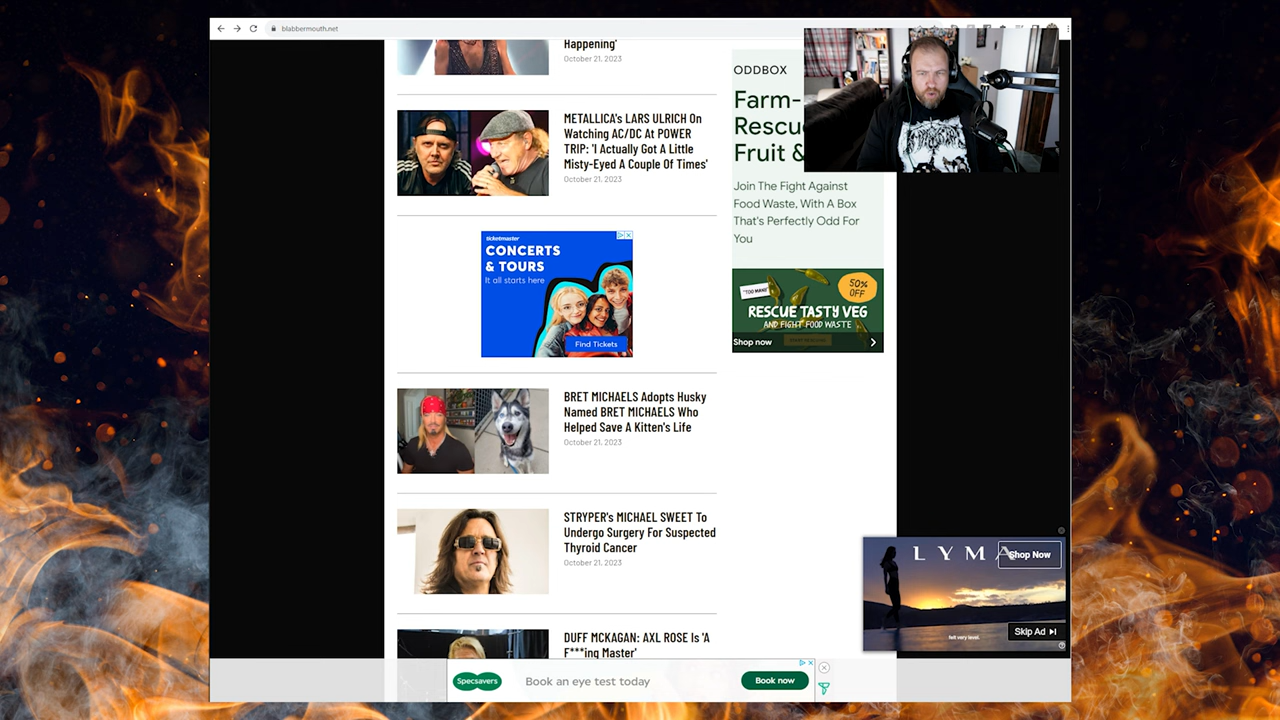 blabbermouth.net
Happening'
October 21, 2023
METALLICA's LARS ULRICH On
Watching AC/DC At POWER
TRIP: 'I Actually Got A Little
Misty-Eyed A Couple Of Times'
October 21, 2023
ticketmaster
CONCERTS
& TOURS
It all starts here
Find Tickets
BRET MICHAELS Adopts Husky
Named BRET MICHAELS Who
Helped Save A Kitten's Life
October 21, 2023
STRYPER's MICHAEL SWEET To
Undergo Surgery For Suspected
Thyroid Cancer
October 21, 2023
DUFF MCKAGAN: AXL ROSE Is 'A
F***ing Master'
ODDBOX
Farm-
Rescu
Fruit &
Join The Fight Against
Food Waste, With A Box
That's Perfectly Odd For
You
50%
OFF
RESCUE TASTY VEG
AND FIGHT FOOD WASTE
Shop now
LYMA
Shop Now
felt very level.
Skip Ad
Specsavers
Book an eye test today
Book now